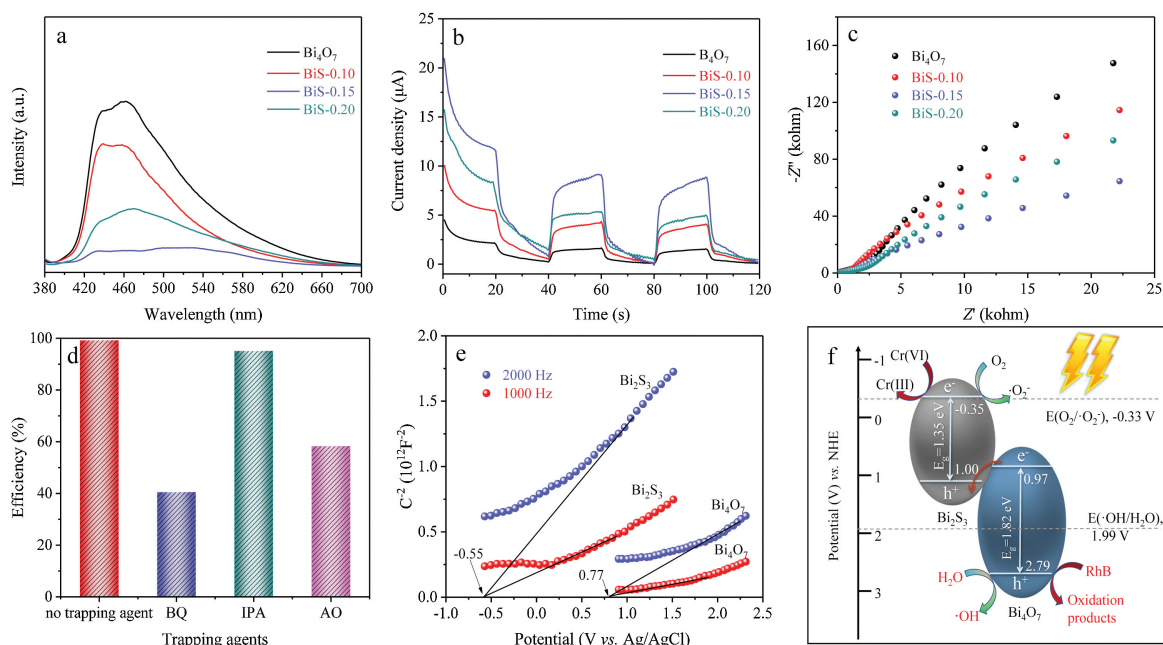 a
Bi₄O₇
BiS-0.10
BiS-0.15
BiS-0.20
Intensity (a.u.)
380 420 460 500 540 580 620 660 700
Wavelength (nm)
b
B₄O₇
BiS-0.10
BiS-0.15
BiS-0.20
Current density (μA)
25
20
15
10
5
0
0 20 40 60 80 100 120
Time (s)
c
Bi₄O₇
BiS-0.10
BiS-0.15
BiS-0.20
-Z" (kohm)
160
120
80
40
0
0 5 10 15 20 25
Z' (kohm)
d
Efficiency (%)
100
80
60
40
20
0
no trapping agent BQ IPA AO
Trapping agents
e
2000 Hz
1000 Hz
Bi₂S₃
Bi₂S₃
Bi₄O₇
Bi₄O₇
-0.55
0.77
C⁻² (10¹²F⁻²)
2.0
1.5
1.0
0.5
0.0
-1.0 -0.5 0.0 0.5 1.0 1.5 2.0 2.5
Potential (V vs. Ag/AgCl)
f
Potential (V) vs. NHE
-1
0
1
2
3
Cr(VI)
Cr(III)
O₂
·O₂⁻
e⁻
-0.35
E(O₂/·O₂⁻), -0.33 V
E_g=1.35 eV
1.00
h⁺
Bi₂S₃
e⁻
0.97
E_g=1.82 eV
E(·OH/H₂O),
1.99 V
2.79
h⁺
Bi₄O₇
H₂O
·OH
RhB
Oxidation
products